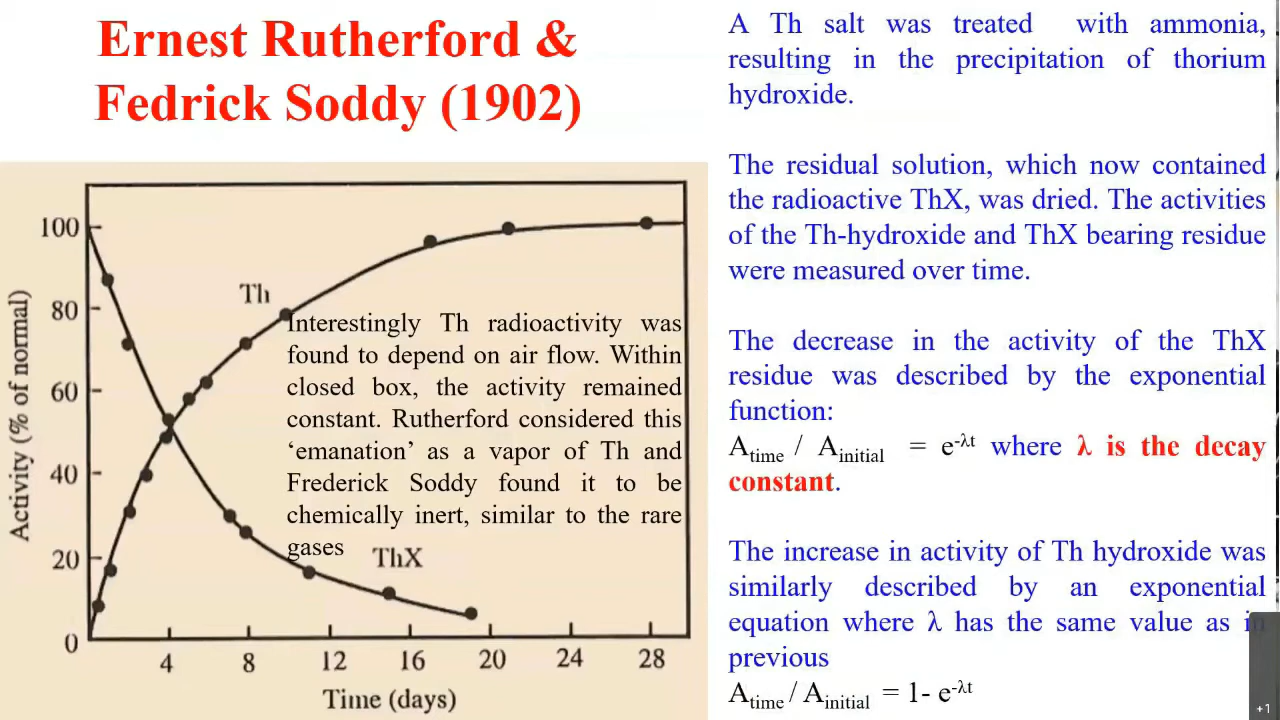 Ernest Rutherford &
Fedrick Soddy (1902)
100
80
60
40
20
0
Activity (% of normal)
Th
ThX
4
8
12
16
20
24
28
Time (days)
Interestingly Th radioactivity was
found to depend on air flow. Within
closed box, the activity remained
constant. Rutherford considered this
‘emanation’ as a vapor of Th and
Frederick Soddy found it to be
chemically inert, similar to the rare
gases
A Th salt was treated with ammonia,
resulting in the precipitation of thorium
hydroxide.
The residual solution, which now contained
the radioactive ThX, was dried. The activities
of the Th-hydroxide and ThX bearing residue
were measured over time.
The decrease in the activity of the ThX
residue was described by the exponential
function:
A_time / A_initial = e^-λt where λ is the decay
constant.
The increase in activity of Th hydroxide was
similarly described by an exponential
equation where λ has the same value as in
previous
A_time / A_initial = 1- e^-λt
+1